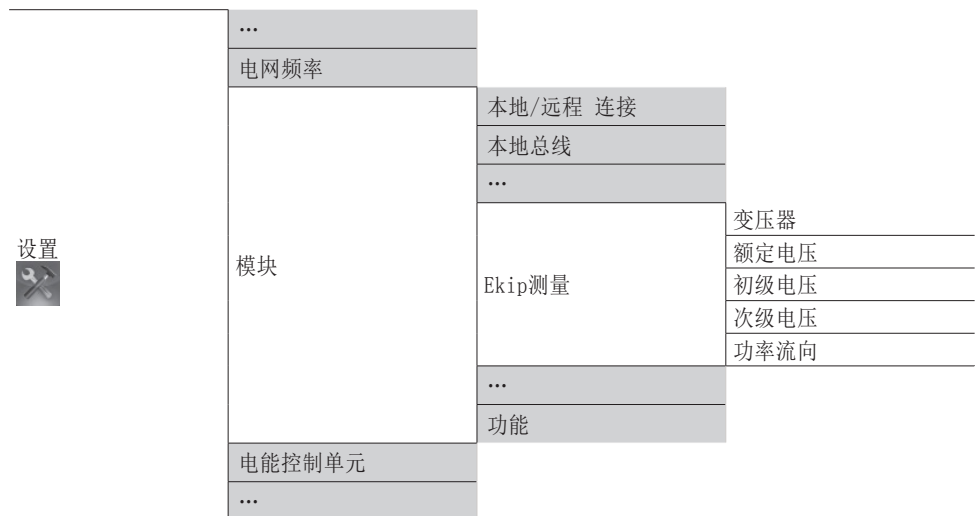 …
电网频率
本地/远程 连接
本地总线
…
变压器
设置
模块
Ekip测量
额定电压
初级电压
次级电压
功率流向
…
功能
电能控制单元
…